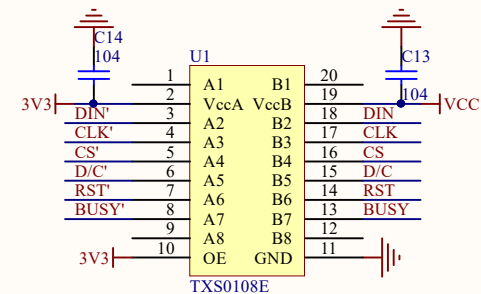 C14
104
C13
104
U1
1 A1 B1 20
3V3 2 VccA VccB 19 VCC
DIN' 3 A2 B2 18 DIN
CLK' 4 A3 B3 17 CLK
CS' 5 A4 B4 16 CS
D/C' 6 A5 B5 15 D/C
RST' 7 A6 B6 14 RST
BUSY' 8 A7 B7 13 BUSY
9 A8 B8 12
3V3 10 OE GND 11
TXS0108E